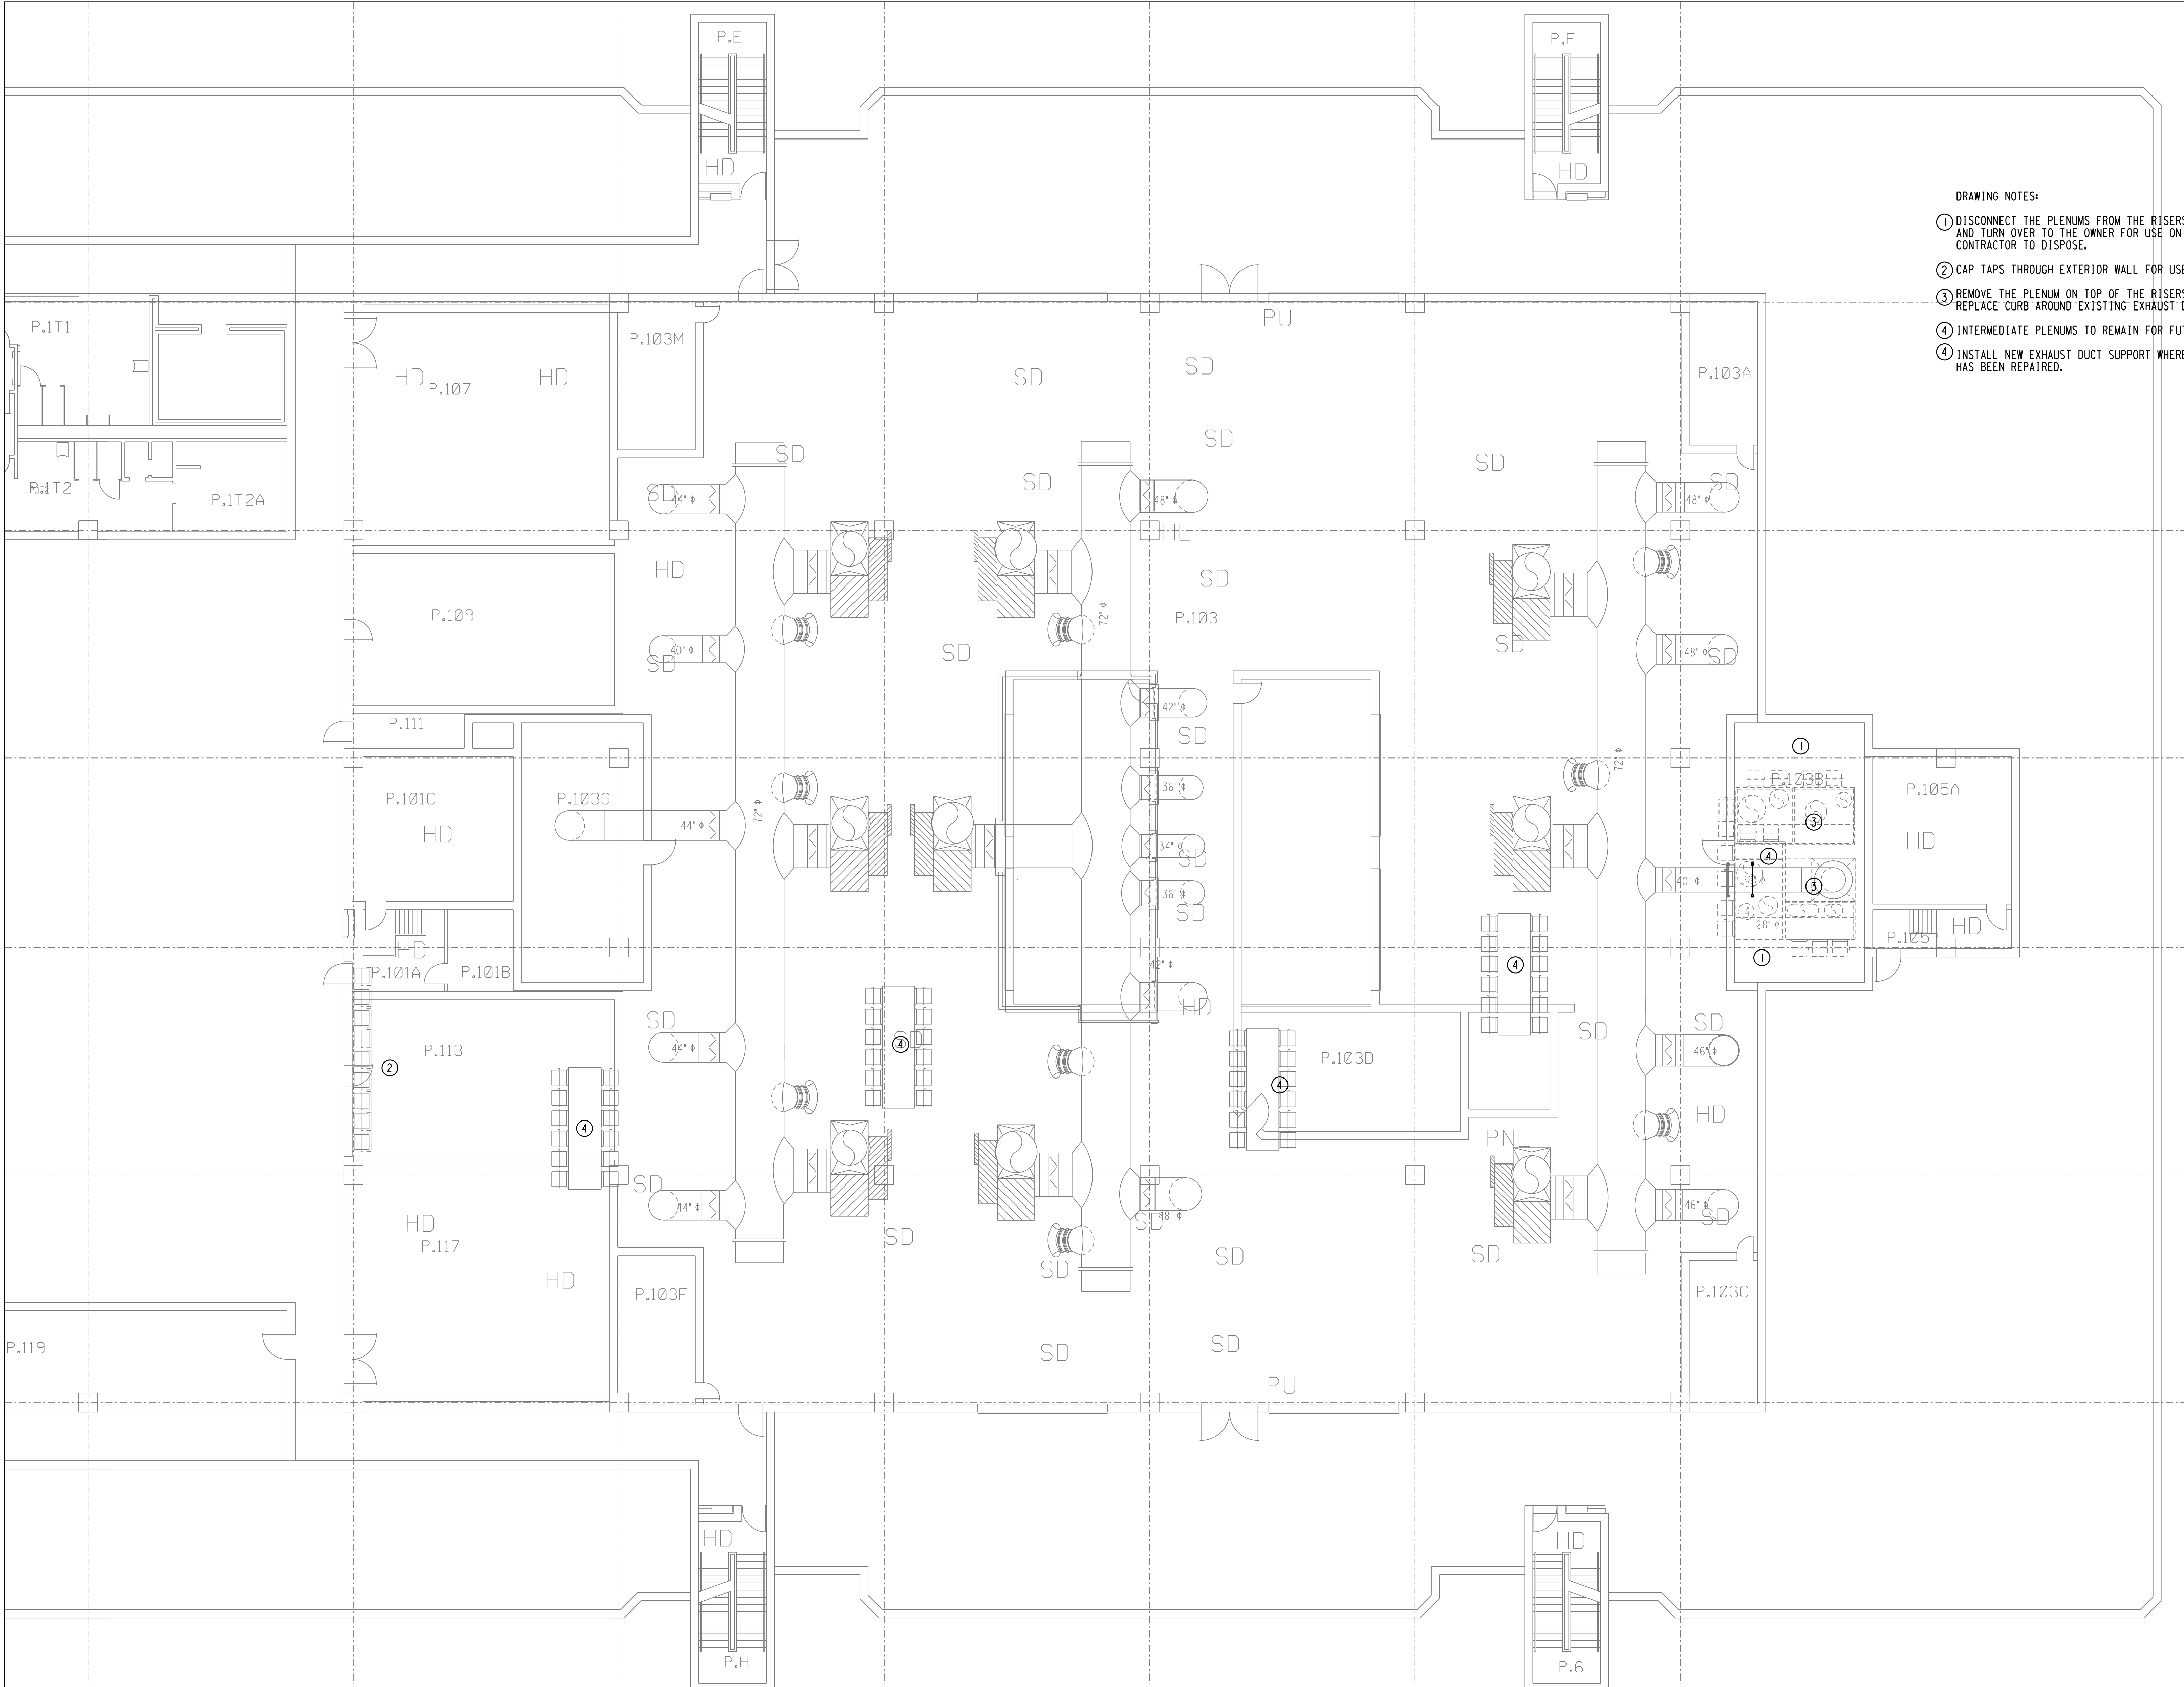 P.E
P.F
HD
HD
DRAWING NOTES:
1 DISCONNECT THE PLENUMS FROM THE RISERS
AND TURN OVER TO THE OWNER FOR USE ON
CONTRACTOR TO DISPOSE.
2 CAP TAPS THROUGH EXTERIOR WALL FOR
3 REMOVE THE PLENUM ON TOP OF THE RISERS
REPLACE CURB AROUND EXISTING EXHAUST
4 INTERMEDIATE PLENUMS TO REMAIN FOR
4 INSTALL NEW EXHAUST DUCT SUPPORT
HAS BEEN REPAIRED.
P.1T1
P.103M
PU
HD
P.107
HD
SD
SD
P.103A
SD
SD
SD
P.1T2
P.1T2A
SD
44" φ
SD
48" φ
SD
48" φ
HL
HD
SD
P.109
72" φ
P.103
40" φ
SD
SD
SD
48" φ
SD
42" φ
P.111
SD
72" φ
1
P.101C
P.103G
72" φ
36" φ
P.103B
P.105A
HD
44" φ
34" φ
SD
3
HD
4
36" φ
SD
40" φ
3
HD
P.101A
P.101B
42" φ
4
P.105
HD
1
HD
SD
SD
SD
SD
P.113
44" φ
4
P.103D
46" φ
2
4
HD
4
PNL
SD
44" φ
48" φ
SD
46" φ
SD
HD
P.117
SD
SD
SD
HD
SD
P.103F
P.103C
P.119
SD
SD
PU
HD
HD
P.H
P.6